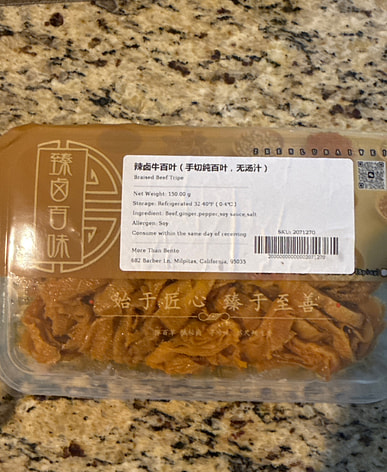 臻卤百味
辣卤牛百叶（手切纯百叶，无汤汁）
Braised Beef Tripe
Net Weight: 150.00 g
Storage: Refrigerated 32-40°F ( 0-4°C )
Ingredient: Beef,ginger,pepper,soy sauce,salt
Allergen: Soy
Consume within the same day of receiving
SKU: 2071270
More Than Bento
682 Barber Ln, Milpitas, California, 95035
始于匠心 臻于至善